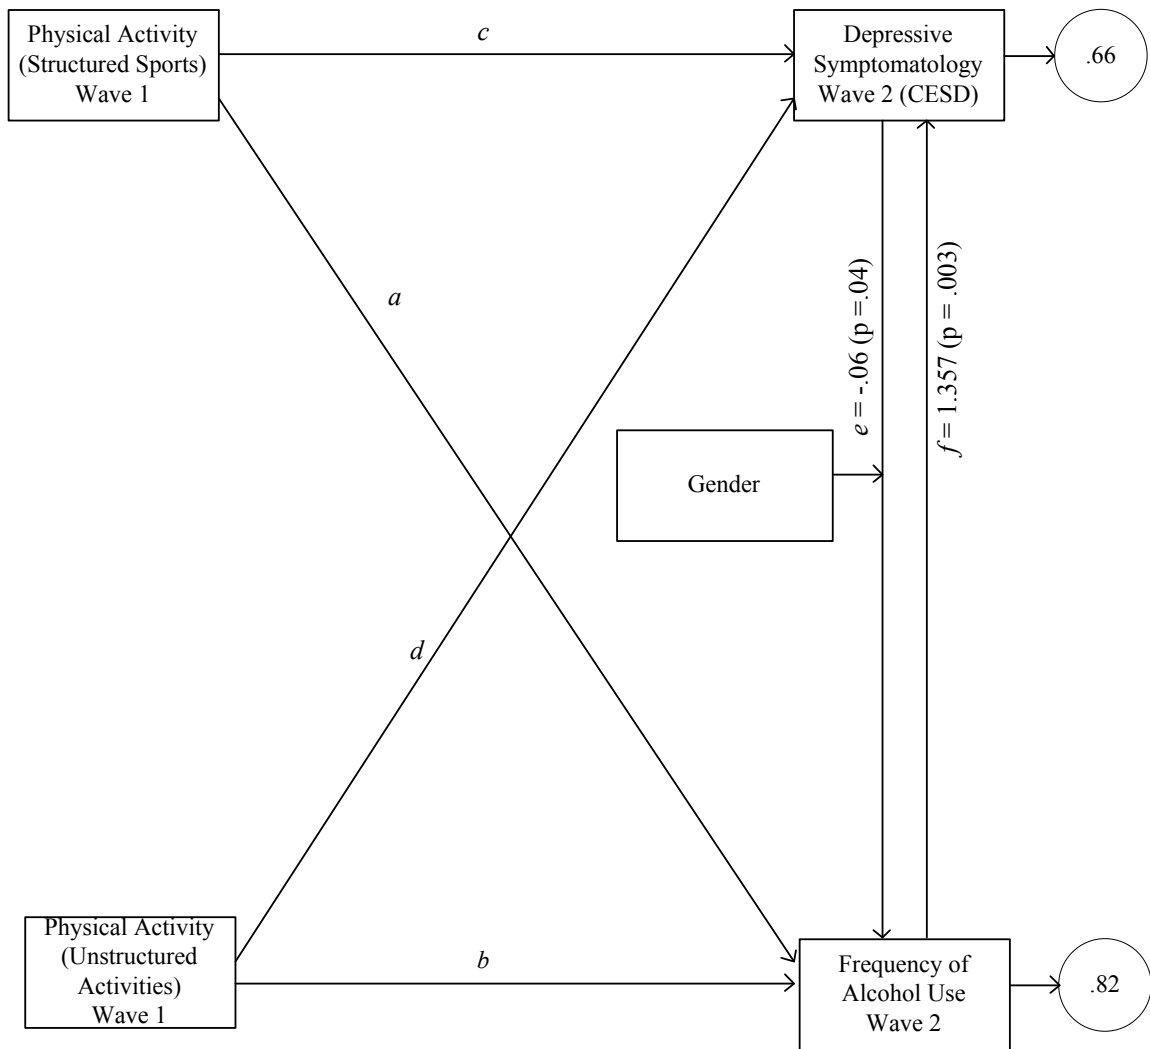 Physical Activity
(Structured Sports)
Wave 1
c
Depressive
Symptomatology
Wave 2 (CESD)
.66
a
e = -.06 (p =.04)
f = 1.357 (p = .003)
Gender
d
Physical Activity
(Unstructured
Activities)
Wave 1
b
Frequency of
Alcohol Use
Wave 2
.82